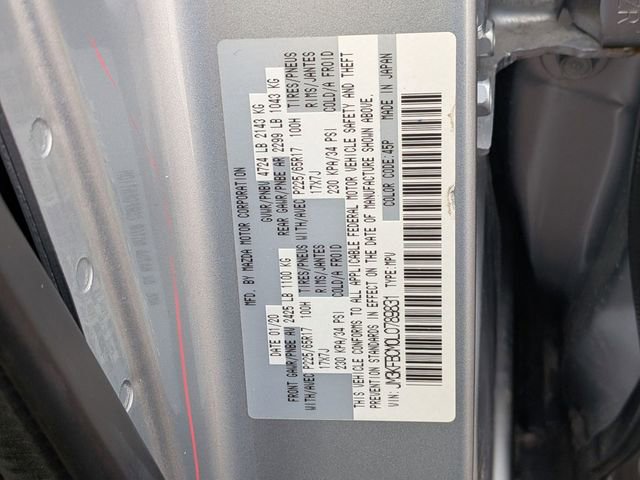 MFD. BY MAZDA MOTOR CORPORATION
DATE 01/20 GVWR/PNBV 4724 LB 2143 KG
FRONT GAWR/PNBE AV 2425 LB 1100 KG REAR GAWR/PNBE AR 2299 LB 1043 KG
WITH/AVEC P225/65R17 100H TIRES/PNEUS WITH/AVEC P225/65R17 100H TIRES/PNEUS
17X7J RIMS/JANTES 17X7J RIMS/JANTES
230 KPA/34 PSI COLD/A FROID 230 KPA/34 PSI COLD/A FROID
THIS VEHICLE CONFORMS TO ALL APPLICABLE FEDERAL MOTOR VEHICLE SAFETY AND THEFT
PREVENTION STANDARDS IN EFFECT ON THE DATE OF MANUFACTURE SHOWN ABOVE.
VIN: JM3KFBCM0L0789831 TYPE:MPV COLOR CODE:45P MADE IN JAPAN